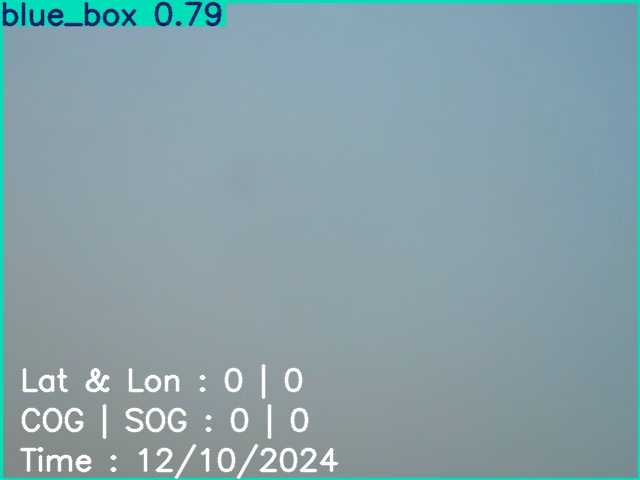 blue_box 0.79
Lat & Lon : 0 | 0
COG | SOG : 0 | 0
Time : 12/10/2024